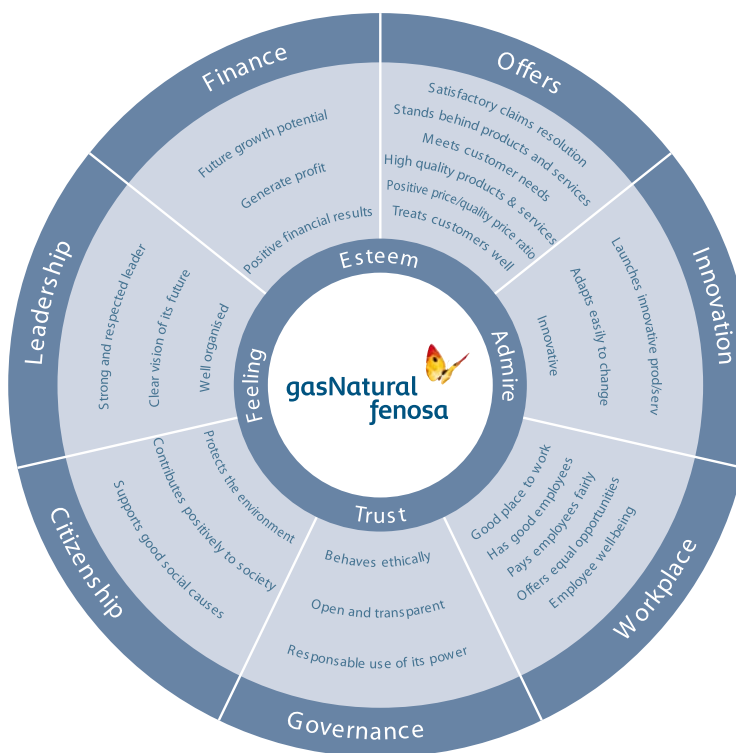 Finance
Future growth potential
Generate profit
Positive financial results
Offers
Satisfactory claims resolution
Stands behind products and services
Meets customer needs
High quality products & services
Positive price/quality price ratio
Treats customers well
Innovation
Launches innovative prod/serv
Adapts easily to change
Innovative
Workplace
Good place to work
Has good employees
Pays employees fairly
Offers equal opportunities
Employee well-being
Governance
Behaves ethically
Open and transparent
Responsable use of its power
Citizenship
Protects the environment
Contributes positively to society
Supports good social causes
Leadership
Strong and respected leader
Clear vision of its future
Well organised
Esteem
Admire
Trust
Feeling
gasNatural
fenosa